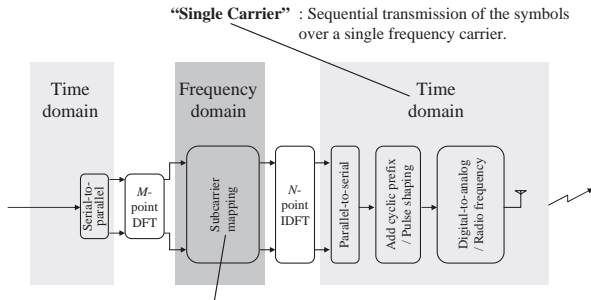 “Single Carrier” : Sequential transmission of the symbols
over a single frequency carrier.
Time
domain
Frequency
domain
Time
domain
Serial-to-
parallel
M-
point
DFT
Subcarrier
mapping
N-
point
IDFT
Parallel-to-serial
Add cyclic prefix
/ Pulse shaping
Digital-to-analog
/ Radio frequency